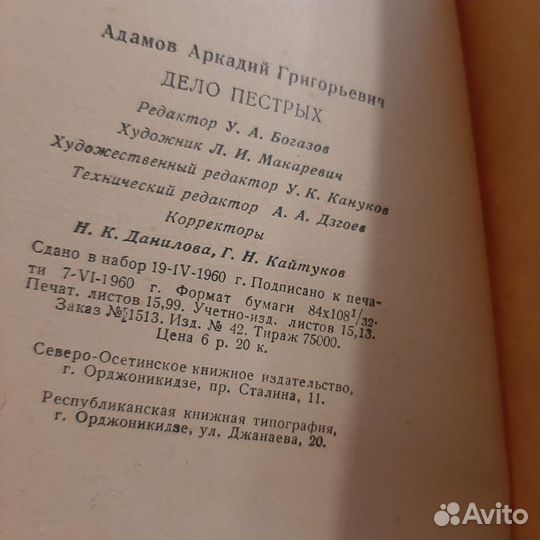 Адамов Аркадий Григорьевич
ДЕЛО ПЕСТРЫХ
Редактор У. А. Богазов
Художник Л. И. Макаревич
Художественный редактор У. К. Кануков
Технический редактор А. А. Дзгоев
Корректоры
Н. К. Данилова, Г. Н. Кайтуков
Сдано в набор 19-IV-1960 г. Подписано к печа-
ти 7-VI-1960 г. Формат бумаги 84х108 1/32.
Печат. листов 15,99. Учетно-изд. листов 15,13.
Заказ № 1513. Изд. № 42. Тираж 75000.
Цена 6 р. 20 к.
Северо-Осетинское книжное издательство,
г. Орджоникидзе, пр. Сталина, 11.
Республиканская книжная типография,
г. Орджоникидзе, ул. Джанаева, 20.
Avito